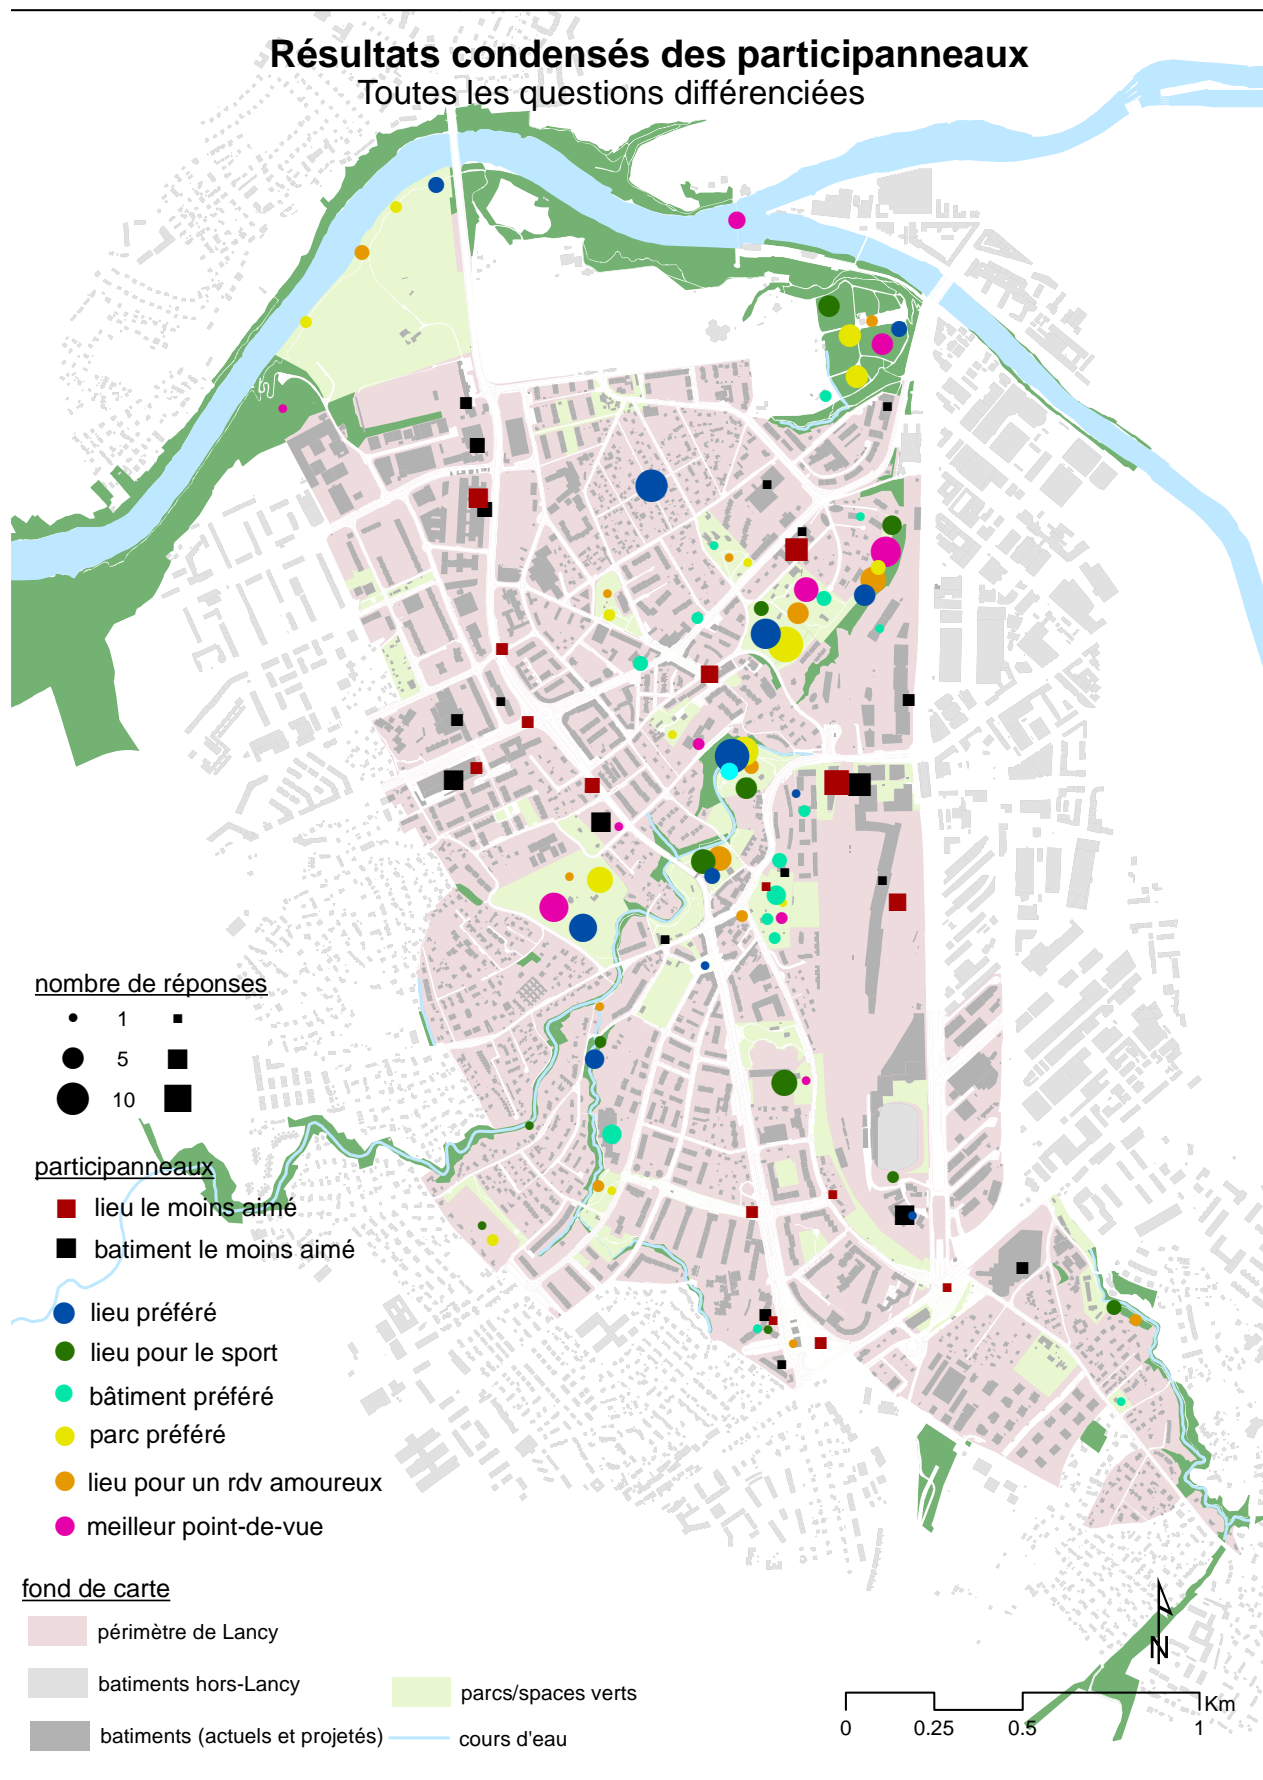 Résultats condensés des participanneaux
Toutes les questions différenciées
nombre de réponses
1
5
10
participanneaux
lieu le moins aimé
batiment le moins aimé
lieu préféré
lieu pour le sport
bâtiment préféré
parc préféré
lieu pour un rdv amoureux
meilleur point-de-vue
fond de carte
périmètre de Lancy
batiments hors-Lancy
batiments (actuels et projetés)
parcs/spaces verts
cours d'eau
N
Km
0 0.25 0.5 1